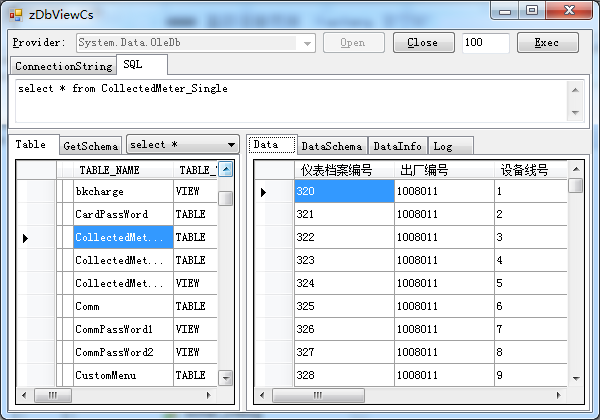 zDbViewCs
Provider: System.Data.OleDb Open Close 100 Exec
ConnectionString SQL
select * from CollectedMeter_Single
Table GetSchema select * Data DataSchema DataInfo Log
TABLE_NAME TABLE_ 仪表档案编号 出厂编号 设备线号
bkcharge VIEW 320 1008011 1
CardPassWord TABLE 321 1008011 2
CollectedMet... TABLE 322 1008011 3
CollectedMet... TABLE 323 1008011 4
CollectedMet... VIEW 324 1008011 5
Comm TABLE 325 1008011 6
CommPassWord1 VIEW 326 1008011 7
CommPassWord2 VIEW 327 1008011 8
CustomMenu TABLE 328 1008011 9